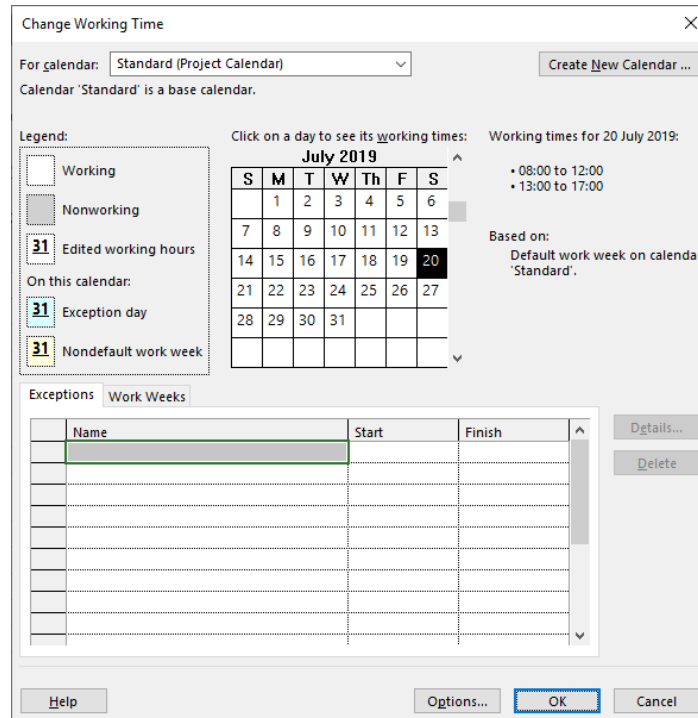 Change Working Time
For calendar: Standard (Project Calendar)
Create New Calendar ...
Calendar 'Standard' is a base calendar.
Legend:
Working
Nonworking
31 Edited working hours
On this calendar:
31 Exception day
31 Nondefault work week
Click on a day to see its working times:
July 2019
S M T W Th F S
1 2 3 4 5 6
7 8 9 10 11 12 13
14 15 16 17 18 19 20
21 22 23 24 25 26 27
28 29 30 31
Working times for 20 July 2019:
• 08:00 to 12:00
• 13:00 to 17:00
Based on:
Default work week on calenda
'Standard'.
Exceptions Work Weeks
Name Start Finish
Details...
Delete
Help Options... OK Cancel